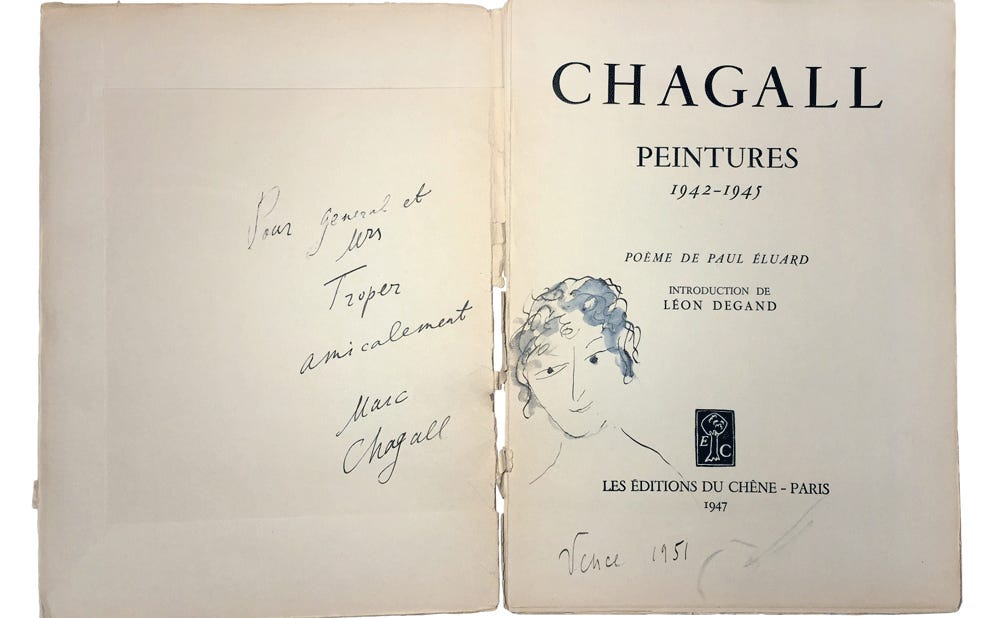 Pour general et
Mrs
Troper
amicalement
Marc
Chagall
CHAGALL
PEINTURES
1942-1945
POÈME DE PAUL ÉLUARD
INTRODUCTION DE
LÉON DEGAND
E C
LES ÉDITIONS DU CHÊNE - PARIS
1947
Vence 1951